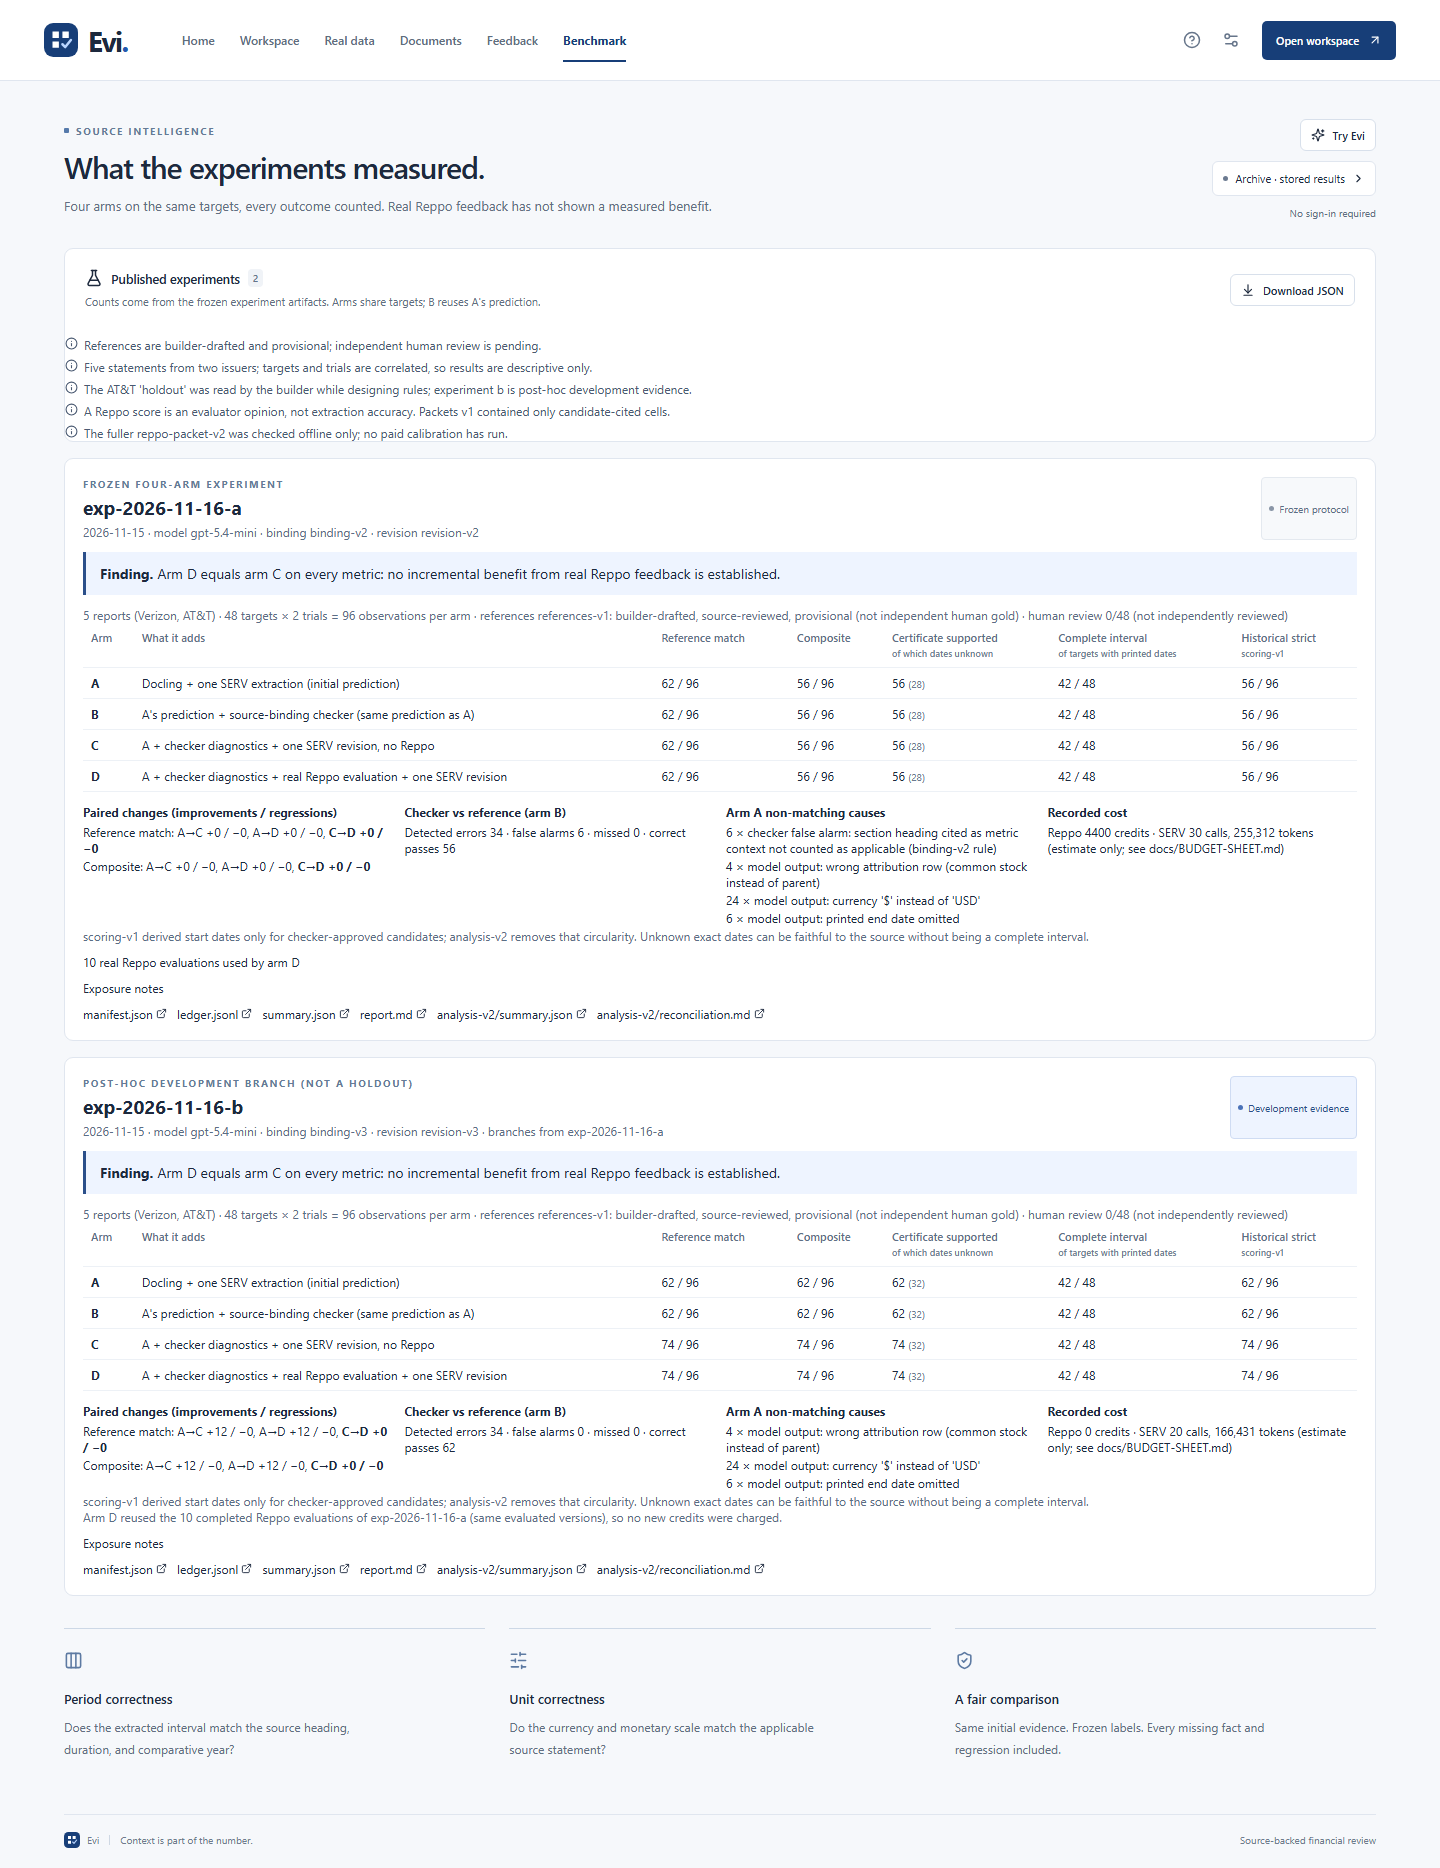 Evi.
Home
Workspace
Real data
Documents
Feedback
Benchmark
Open workspace
SOURCE INTELLIGENCE
What the experiments measured.
Four arms on the same targets, every outcome counted. Real Reppo feedback has not shown a measured benefit.
Try Evi
Archive · stored results
No sign-in required
Published experiments 2
Counts come from the frozen experiment artifacts. Arms share targets; B reuses A's prediction.
Download JSON
References are builder-drafted and provisional; independent human review is pending.
Five statements from two issuers; targets and trials are correlated, so results are descriptive only.
The AT&T 'holdout' was read by the builder while designing rules; experiment b is post-hoc development evidence.
A Reppo score is an evaluator opinion, not extraction accuracy. Packets v1 contained only candidate-cited cells.
The fuller reppo-packet-v2 was checked offline only; no paid calibration has run.
FROZEN FOUR-ARM EXPERIMENT
exp-2026-11-16-a
2026-11-15 · model gpt-5.4-mini · binding binding-v2 · revision revision-v2
Frozen protocol
Finding. Arm D equals arm C on every metric: no incremental benefit from real Reppo feedback is established.
5 reports (Verizon, AT&T) · 48 targets × 2 trials = 96 observations per arm · references references-v1: builder-drafted, source-reviewed, provisional (not independent human gold) · human review 0/48 (not independently reviewed)
Arm What it adds Reference match Composite Certificate supported Complete interval Historical strict
of which dates unknown of targets with printed dates scoring-v1
A Docling + one SERV extraction (initial prediction) 62 / 96 56 / 96 56 (28) 42 / 48 56 / 96
B A's prediction + source-binding checker (same prediction as A) 62 / 96 56 / 96 56 (28) 42 / 48 56 / 96
C A + checker diagnostics + one SERV revision, no Reppo 62 / 96 56 / 96 56 (28) 42 / 48 56 / 96
D A + checker diagnostics + real Reppo evaluation + one SERV revision 62 / 96 56 / 96 56 (28) 42 / 48 56 / 96
Paired changes (improvements / regressions)
Reference match: A→C +0 / −0, A→D +0 / −0, C→D +0 /
−0
Composite: A→C +0 / −0, A→D +0 / −0, C→D +0 / −0
Checker vs reference (arm B)
Detected errors 34 · false alarms 6 · missed 0 · correct
passes 56
Arm A non-matching causes
6 × checker false alarm: section heading cited as metric
context not counted as applicable (binding-v2 rule)
4 × model output: wrong attribution row (common stock
instead of parent)
24 × model output: currency '$' instead of 'USD'
6 × model output: printed end date omitted
Recorded cost
Reppo 4400 credits · SERV 30 calls, 255,312 tokens
(estimate only; see docs/BUDGET-SHEET.md)
scoring-v1 derived start dates only for checker-approved candidates; analysis-v2 removes that circularity. Unknown exact dates can be faithful to the source without being a complete interval.
10 real Reppo evaluations used by arm D
Exposure notes
manifest.json ledger.jsonl summary.json report.md analysis-v2/summary.json analysis-v2/reconciliation.md
POST-HOC DEVELOPMENT BRANCH (NOT A HOLDOUT)
exp-2026-11-16-b
2026-11-15 · model gpt-5.4-mini · binding binding-v3 · revision revision-v3 · branches from exp-2026-11-16-a
Development evidence
Finding. Arm D equals arm C on every metric: no incremental benefit from real Reppo feedback is established.
5 reports (Verizon, AT&T) · 48 targets × 2 trials = 96 observations per arm · references references-v1: builder-drafted, source-reviewed, provisional (not independent human gold) · human review 0/48 (not independently reviewed)
Arm What it adds Reference match Composite Certificate supported Complete interval Historical strict
of which dates unknown of targets with printed dates scoring-v1
A Docling + one SERV extraction (initial prediction) 62 / 96 62 / 96 62 (32) 42 / 48 62 / 96
B A's prediction + source-binding checker (same prediction as A) 62 / 96 62 / 96 62 (32) 42 / 48 62 / 96
C A + checker diagnostics + one SERV revision, no Reppo 74 / 96 74 / 96 74 (32) 42 / 48 74 / 96
D A + checker diagnostics + real Reppo evaluation + one SERV revision 74 / 96 74 / 96 74 (32) 42 / 48 74 / 96
Paired changes (improvements / regressions)
Reference match: A→C +12 / −0, A→D +12 / −0, C→D +0
/ −0
Composite: A→C +12 / −0, A→D +12 / −0, C→D +0 / −0
Checker vs reference (arm B)
Detected errors 34 · false alarms 0 · missed 0 · correct
passes 62
Arm A non-matching causes
4 × model output: wrong attribution row (common stock
instead of parent)
24 × model output: currency '$' instead of 'USD'
6 × model output: printed end date omitted
Recorded cost
Reppo 0 credits · SERV 20 calls, 166,431 tokens (estimate
only; see docs/BUDGET-SHEET.md)
scoring-v1 derived start dates only for checker-approved candidates; analysis-v2 removes that circularity. Unknown exact dates can be faithful to the source without being a complete interval.
Arm D reused the 10 completed Reppo evaluations of exp-2026-11-16-a (same evaluated versions), so no new credits were charged.
Exposure notes
manifest.json ledger.jsonl summary.json report.md analysis-v2/summary.json analysis-v2/reconciliation.md
Period correctness
Does the extracted interval match the source heading,
duration, and comparative year?
Unit correctness
Do the currency and monetary scale match the applicable
source statement?
A fair comparison
Same initial evidence. Frozen labels. Every missing fact and
regression included.
Evi Context is part of the number.
Source-backed financial review